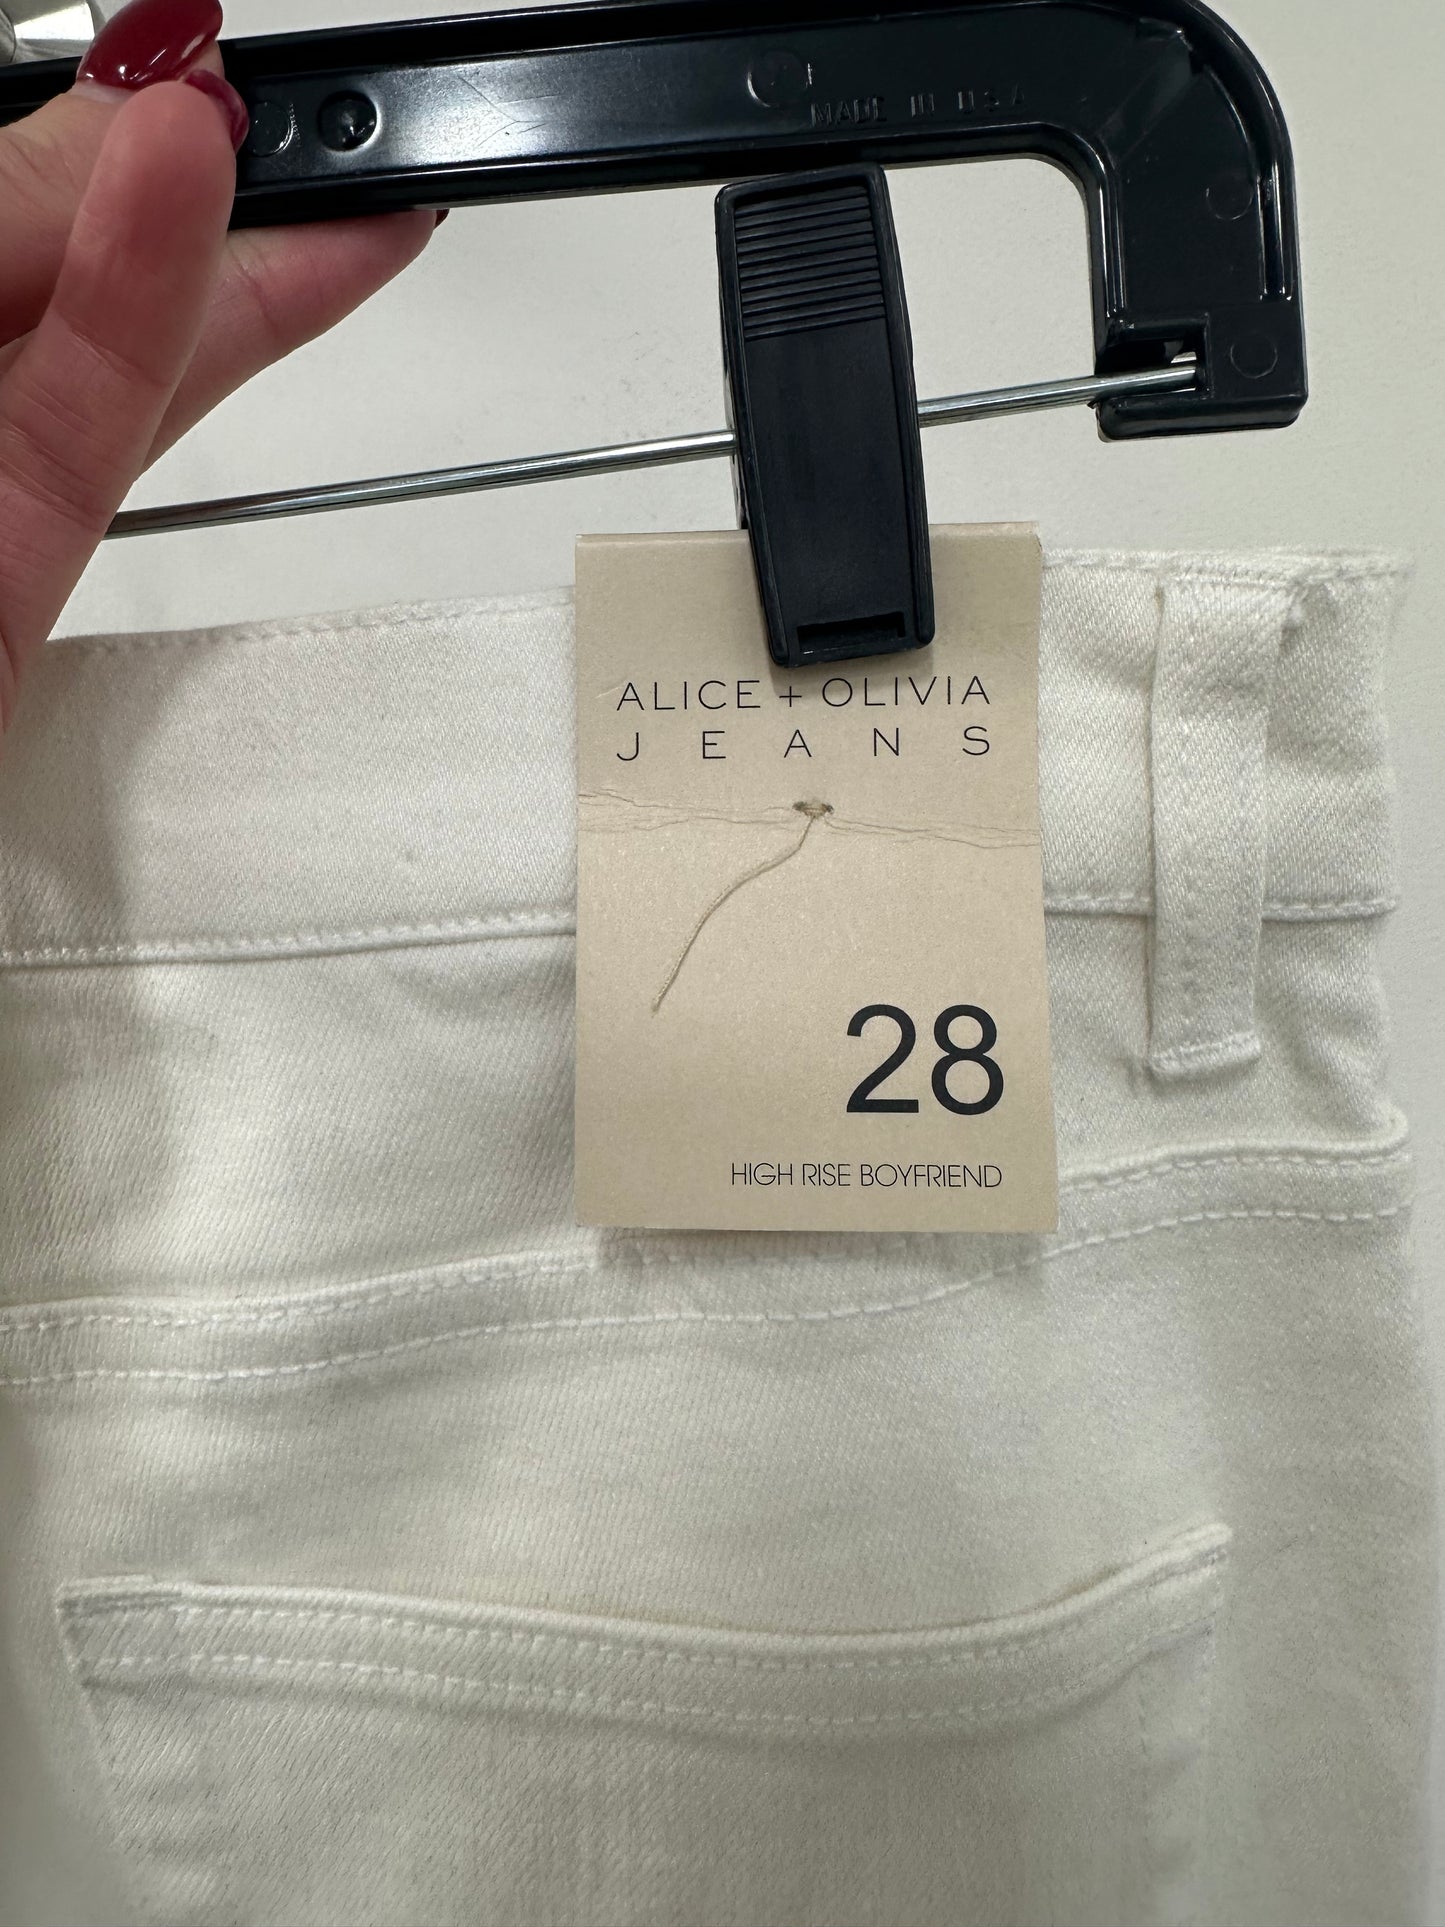 MADE IN USA
ALICE + OLIVIA
JEANS
28
HIGH RISE BOYFRIEND